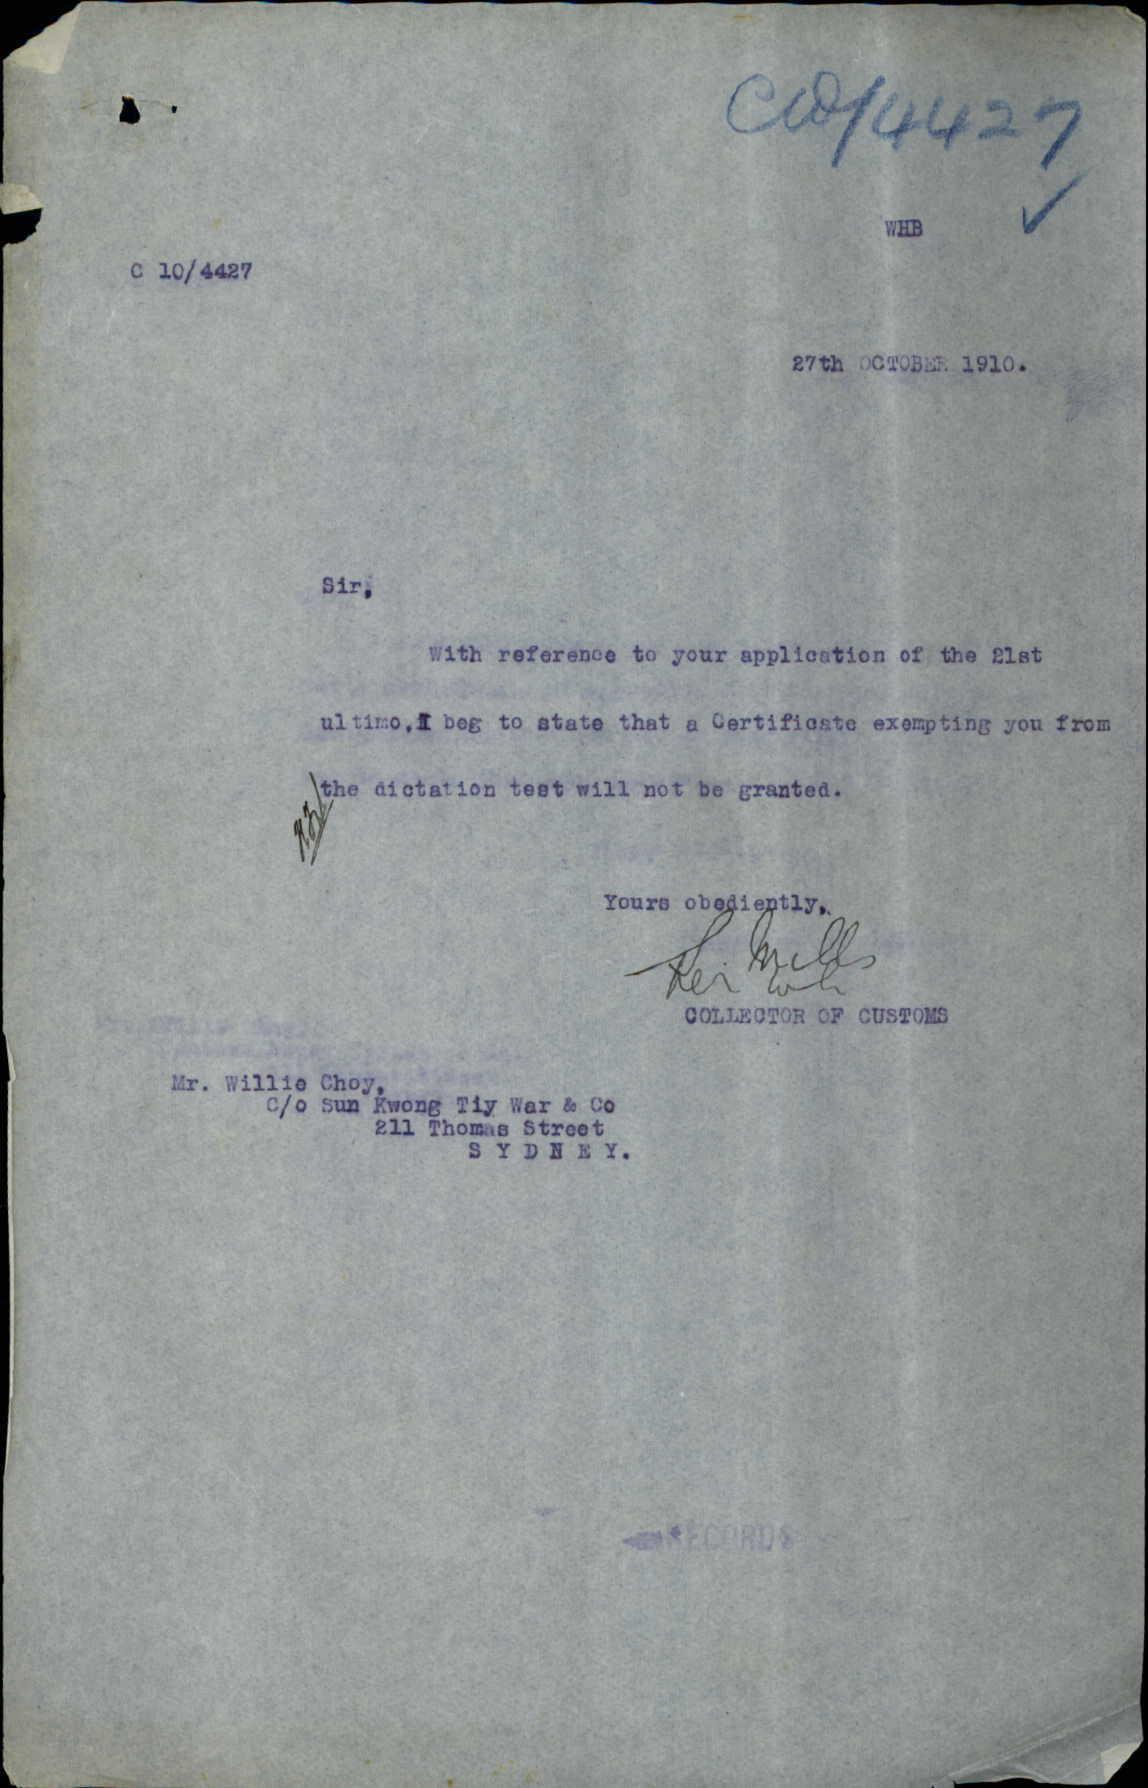 C10/4427
WHB
C 10/4427
27th OCTOBER 1910.
Sir,
With reference to your application of the 21st
ultimo, I beg to state that a Certificate exempting you from
the dictation test will not be granted.
Yours obediently,
COLLECTOR OF CUSTOMS
Mr. Willie Choy,
C/o Sun Kwong Tiy War & Co
211 Thomas Street
S Y D N E Y.
RECORDS